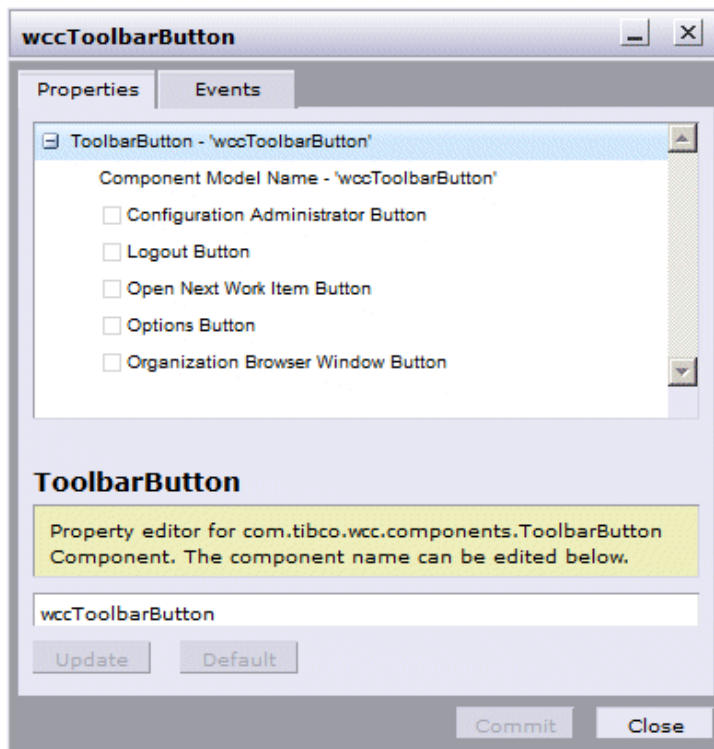 wccToolbarButton
Properties Events
ToolbarButton - 'wccToolbarButton'
Component Model Name - 'wccToolbarButton'
Configuration Administrator Button
Logout Button
Open Next Work Item Button
Options Button
Organization Browser Window Button
ToolbarButton
Property editor for com.tibco.wcc.components.ToolbarButton
Component. The component name can be edited below.
wccToolbarButton
Update Default
Commit Close